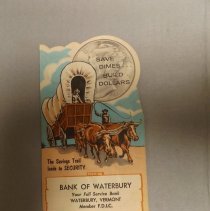 SAVE
DIMES
BUILD
DOLLARS
The Savings Trail
leads to SECURITY
BANK OF WATERBURY
Your Full Service Bank
WATERBURY, VERMONT
Member F.D.I.C.